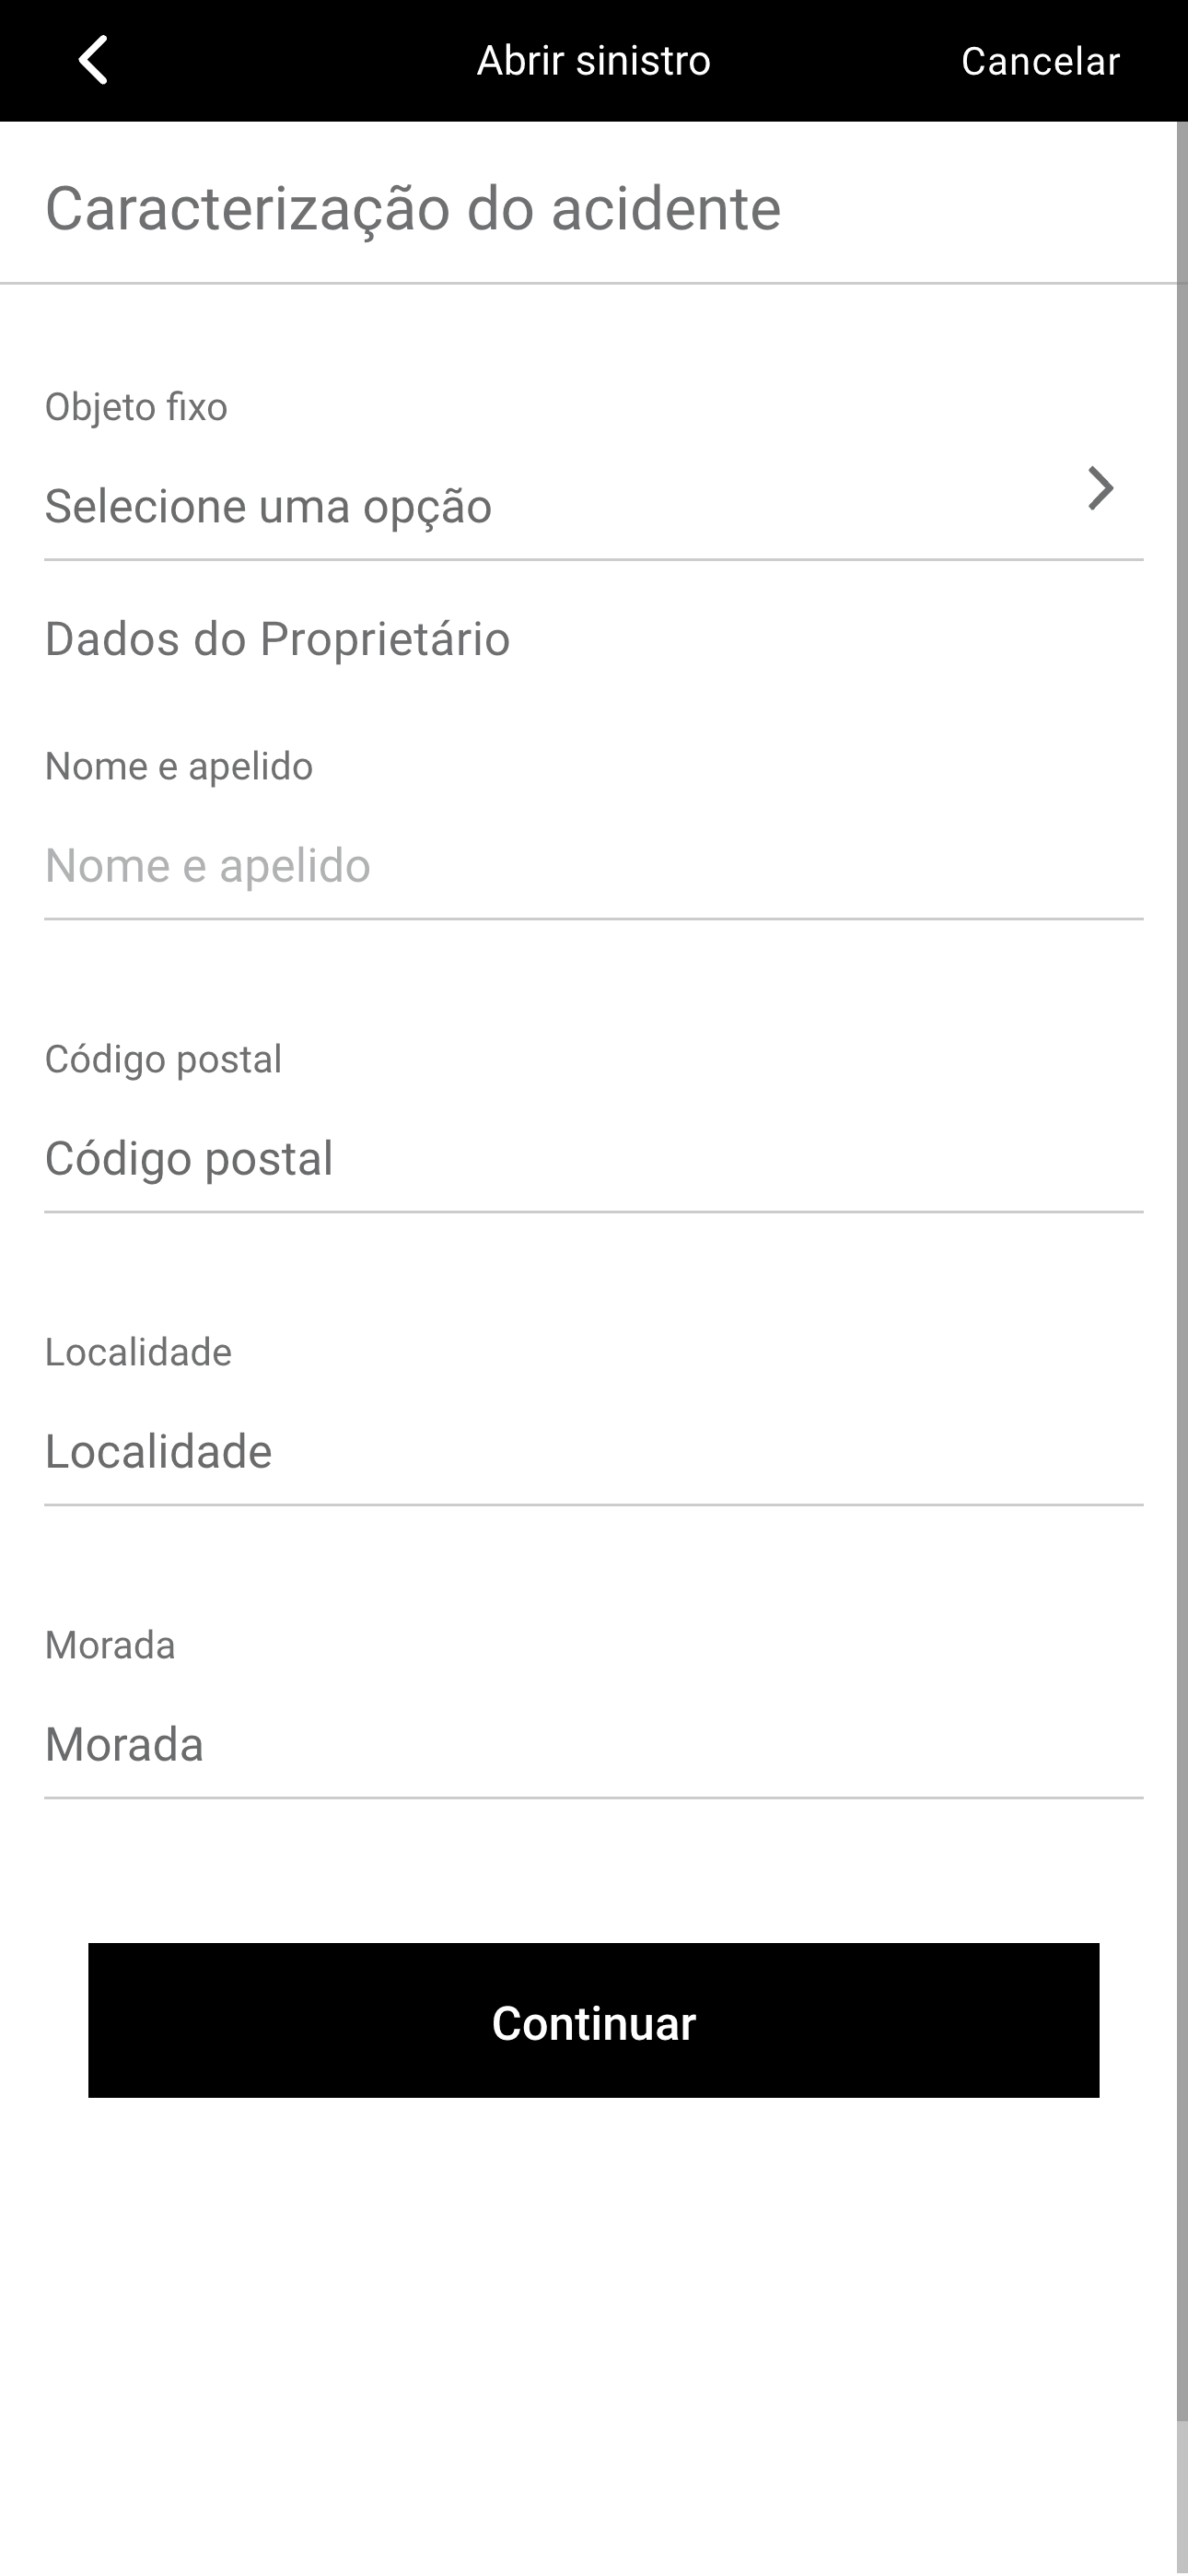 Abrir sinistro
Cancelar
Caracterização do acidente
Objeto fixo
Selecione uma opção
Dados do Proprietário
Nome e apelido
Nome e apelido
Código postal
Código postal
Localidade
Localidade
Morada
Morada
Continuar